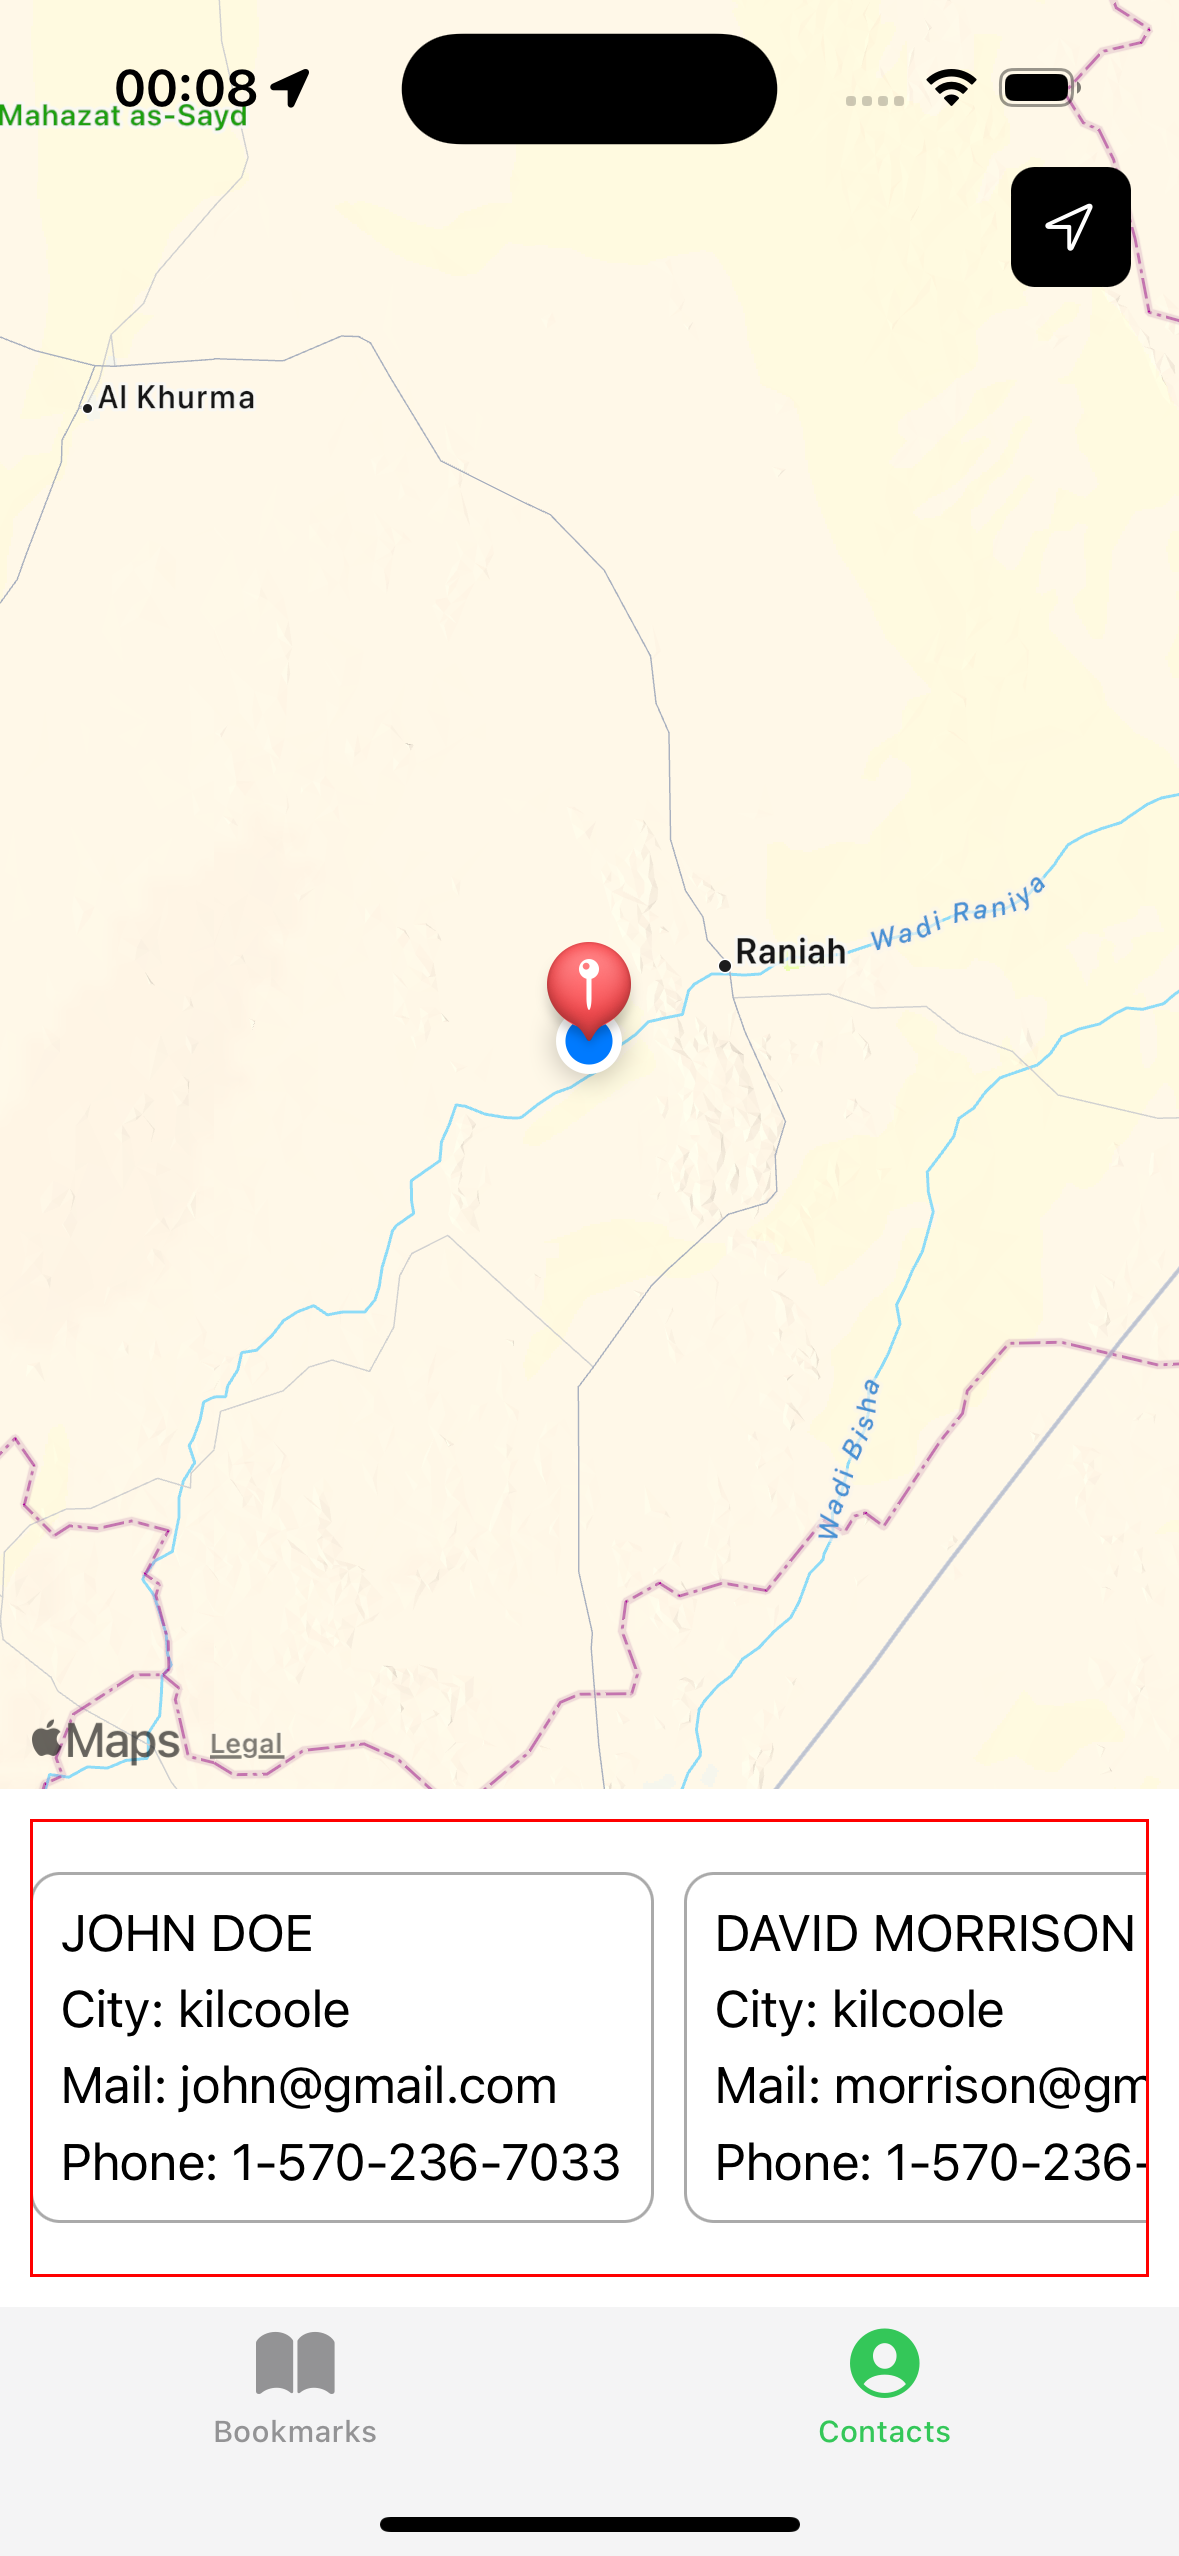 00:08
Mahazat as-Sayd
Al Khurma
Raniah
Wadi Raniya
Wadi Bisha
Maps
Legal
JOHN DOE
City: kilcoole
Mail: john@gmail.com
Phone: 1-570-236-7033
DAVID MORRISON
City: kilcoole
Mail: morrison@gm
Phone: 1-570-236-
Bookmarks
Contacts